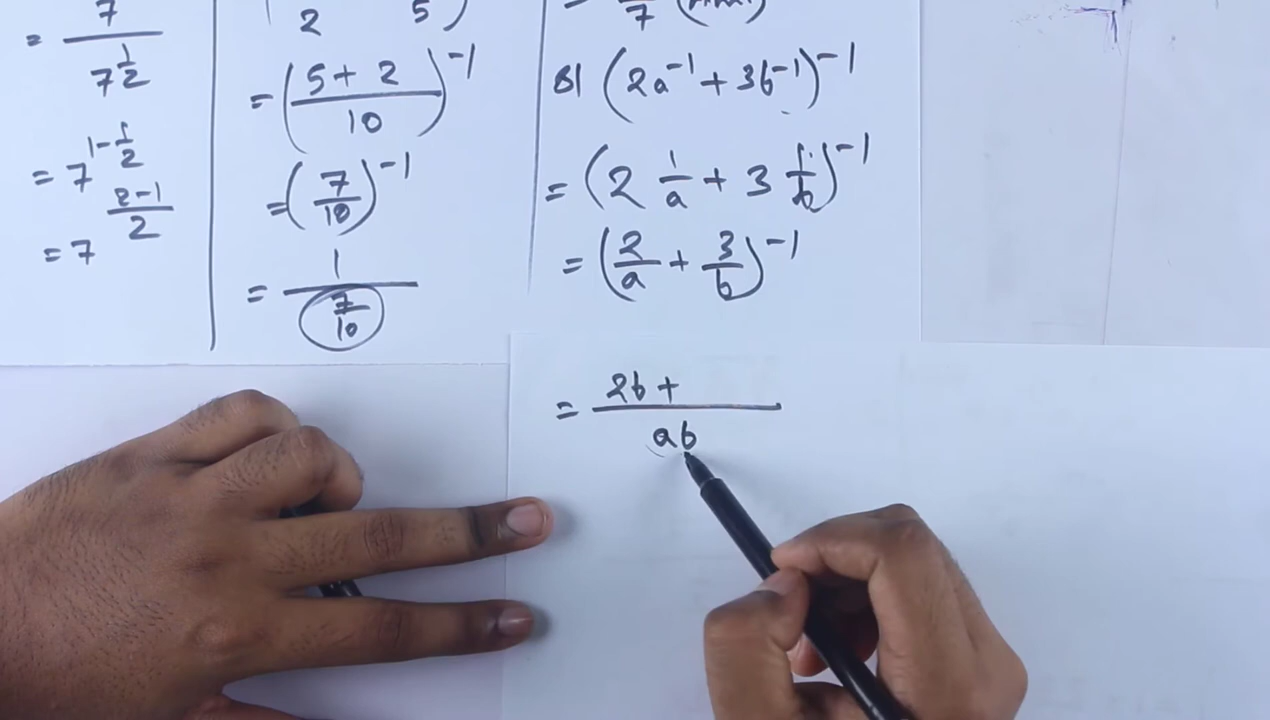 = 7 / 7^{1/2}
= 7^{1-1/2}
= 7^{(2-1)/2}
2 5 )
= ((5+2)/10)^{-1}
= (7/10)^{-1}
= 1/(7/10)
7
(2a^{-1} + 3b^{-1})^{-1}
= (2 1/a + 3 1/b)^{-1}
= (2/a + 3/b)^{-1}
= (2b + )/ab